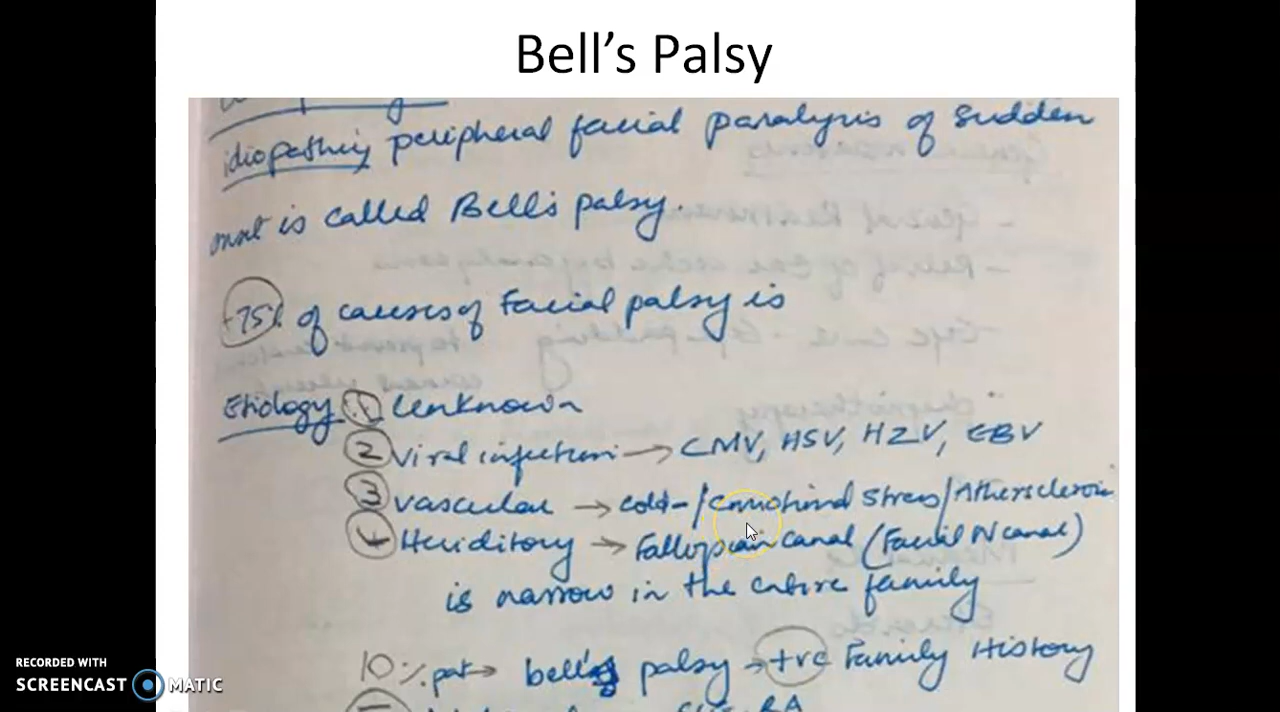 Bell's Palsy
idiopathic, peripheral facial paralysis of sudden
onset is called Bell's palsy.
75% of causes of Facial palsy is
Etiology 1 Unknown
2 Viral infection → CMV, HSV, HZV, EBV
3 Vascular → cold-/emotional stress/
4 Heriditory → Fallopian canal (Facial N canal)
is narrow in the entire family
10% pat → bell's palsy → +ve Family History
RECORDED WITH
SCREENCAST MATIC